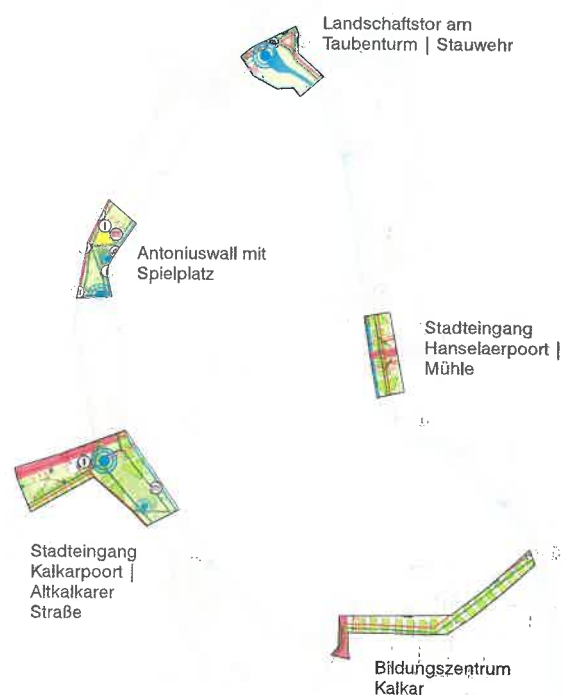 Landschaftstor am
Taubenturm | Stauwehr
Antoniuswall mit
Spielplatz
Stadteingang
Hanselaerpoort |
Mühle
Stadteingang
Kalkarpoort |
Altkalkarer
Straße
Bildungszentrum
Kalkar